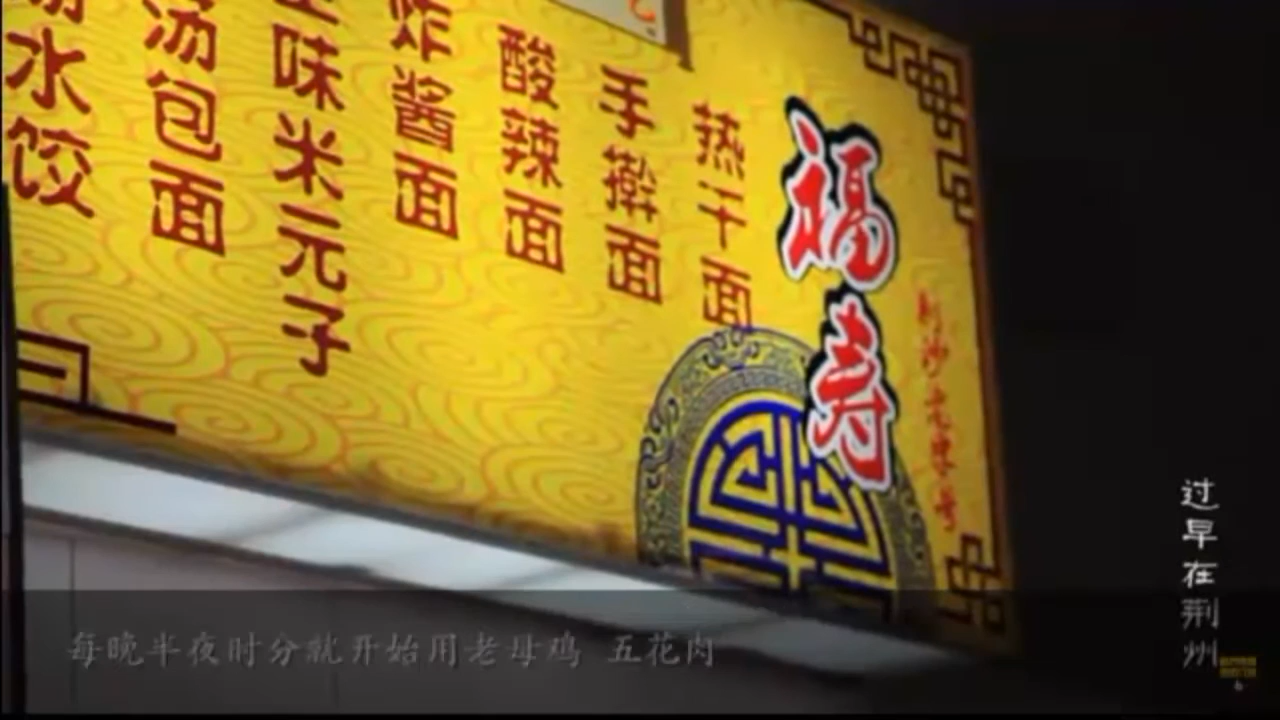 福寿
荆沙老字号
热干面
手擀面
酸辣面
炸酱面
味米元子
汤包面
水饺
过早在荆州
每晚半夜时分就开始用老母鸡 五花肉